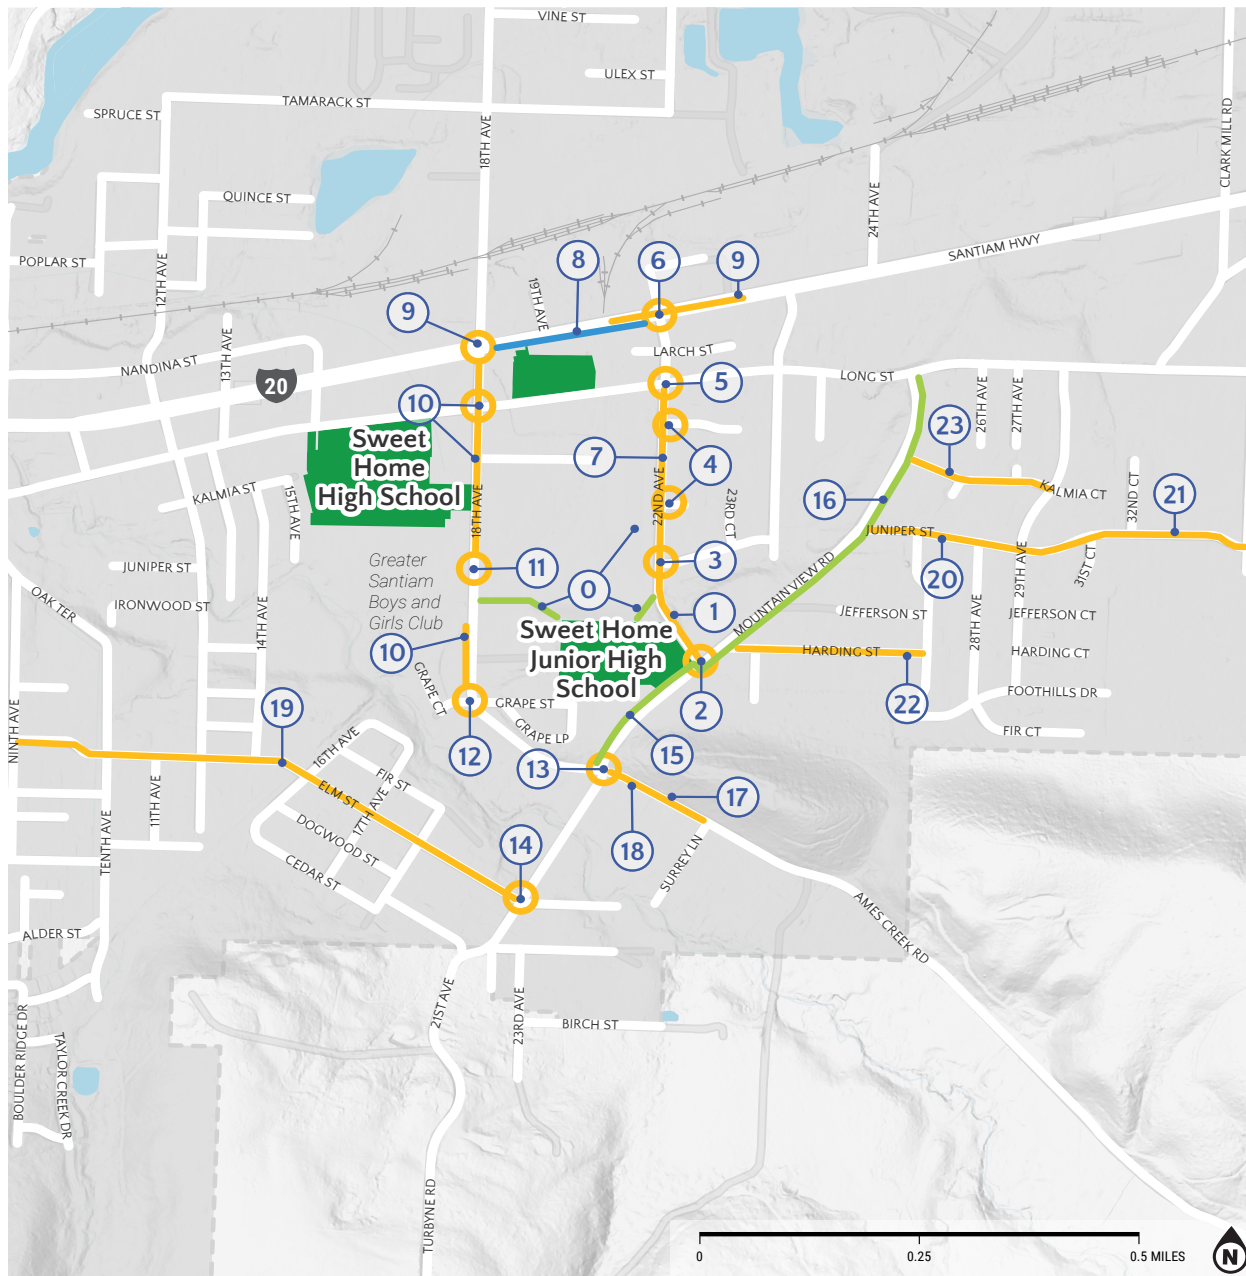 VINE ST
ULEX ST
TAMARACK ST
SPRUCE ST
18TH AVE
CLARK MILL RD
QUINCE ST
24TH AVE
POPLAR ST
12TH AVE
SANTIAM HWY
8
6
9
19TH AVE
9
13TH AVE
NANDINA ST
LARCH ST
20
LONG ST
5
10
26TH AVE
27TH AVE
23
Sweet
Home
High School
7
4
KALMIA ST
15TH AVE
18TH AVE
22ND AVE
23RD CT
16
KALMIA CT
32ND CT
21
JUNIPER ST
Greater
Santiam
Boys and
Girls Club
11
3
20
29TH AVE
31ST CT
JUNIPER ST
OAK TER
IRONWOOD ST
14TH AVE
0
1
MOUNTAIN VIEW RD
JEFFERSON ST
28TH AVE
JEFFERSON CT
Sweet Home
Junior High
School
10
HARDING ST
HARDING CT
GRAPE CT
GRAPE ST
2
22
FOOTHILLS DR
GRAPE LP
FIR CT
NINTH AVE
19
12
13
15
16TH AVE
FIR ST
ELM ST
17TH AVE
17
18
11TH AVE
TENTH AVE
DOGWOOD ST
CEDAR ST
14
SURREY LN
AMES CREEK RD
ALDER ST
21ST AVE
23RD AVE
BIRCH ST
BOULDER RIDGE DR
TAYLOR CREEK DR
TURBYNE RD
0
0.25
0.5 MILES
N